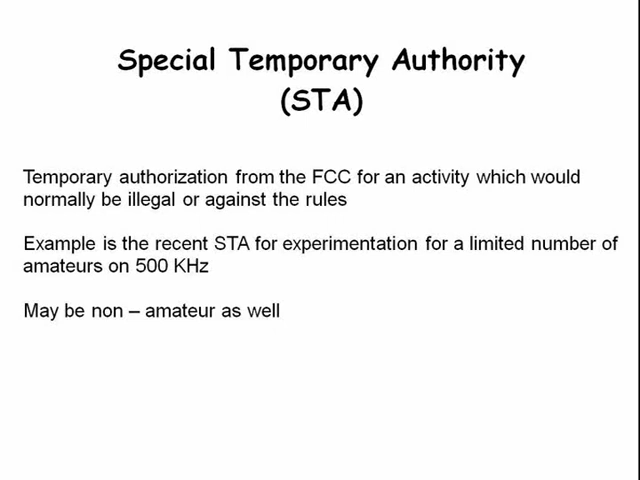 Special Temporary Authority
(STA)
Temporary authorization from the FCC for an activity which would
normally be illegal or against the rules
Example is the recent STA for experimentation for a limited number of
amateurs on 500 KHz
May be non – amateur as well